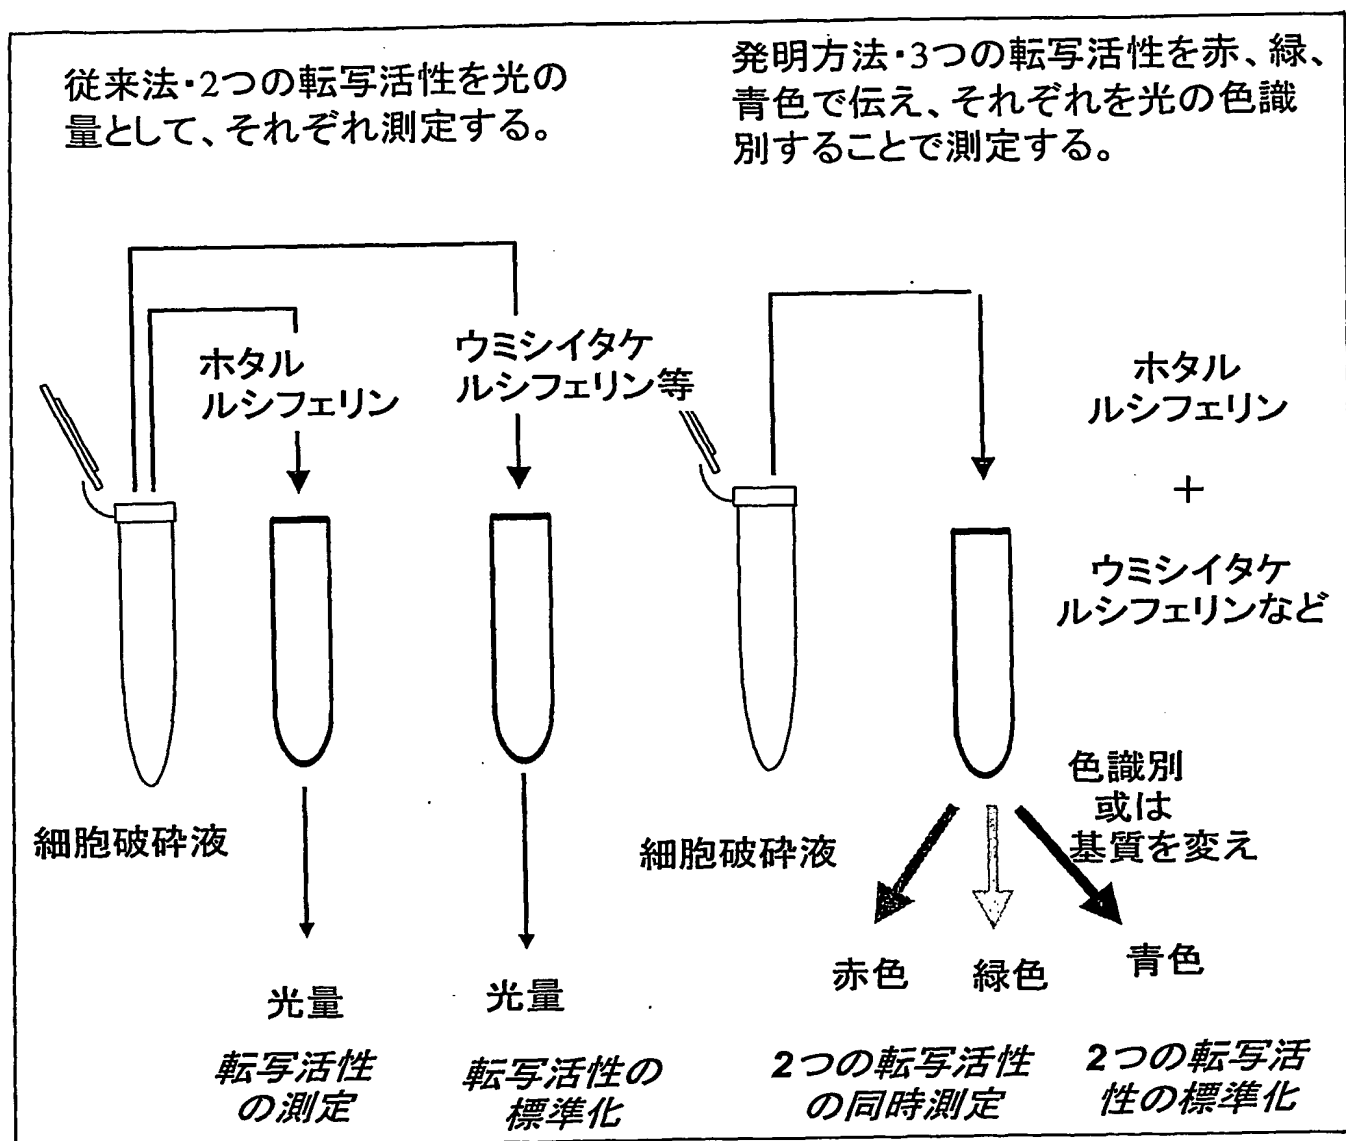 従来法・2つの転写活性を光の
量として、それぞれ測定する。
ホタル
ルシフェリン
ウミシイタケ
ルシフェリン等
細胞破砕液
光量
転写活性
の測定
光量
転写活性の
標準化
発明方法・3つの転写活性を赤、緑、
青色で伝え、それぞれを光の色識
別することで測定する。
ホタル
ルシフェリン
+
ウミシイタケ
ルシフェリンなど
細胞破砕液
色識別
或は
基質を変え
赤色
緑色
青色
2つの転写活性
の同時測定
2つの転写活
性の標準化